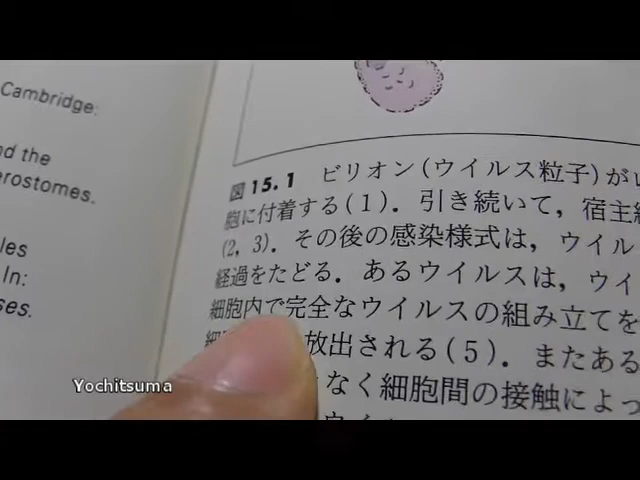 Cambridge:
nd the
erostomes.
les
In:
ses.
図 15.1 ビリオン(ウイルス粒子)が
胞に付着する(1). 引き続いて, 宿主
(2, 3). その後の感染様式は, ウイル
経過をたどる. あるウイルスは, ウイ
細胞内で完全なウイルスの組み立てを
細 放出される(5). またある
なく細胞間の接触によっ
ウイ
Yochitsuma